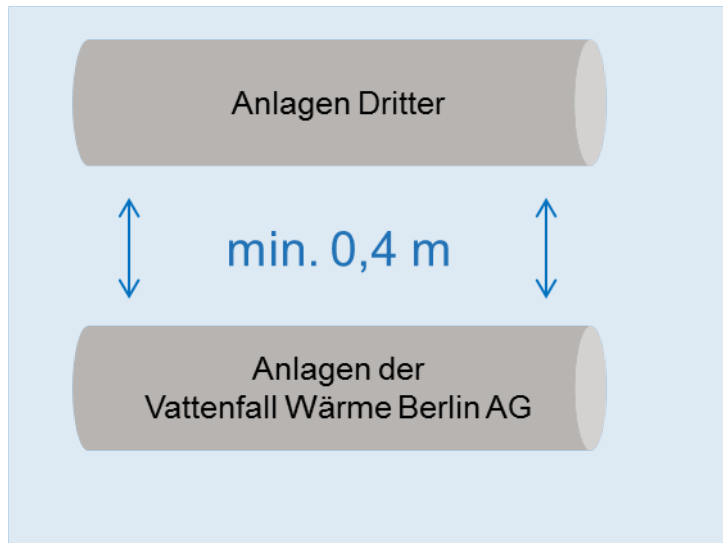 Anlagen Dritter
min. 0,4 m
Anlagen der
Vattenfall Wärme Berlin AG